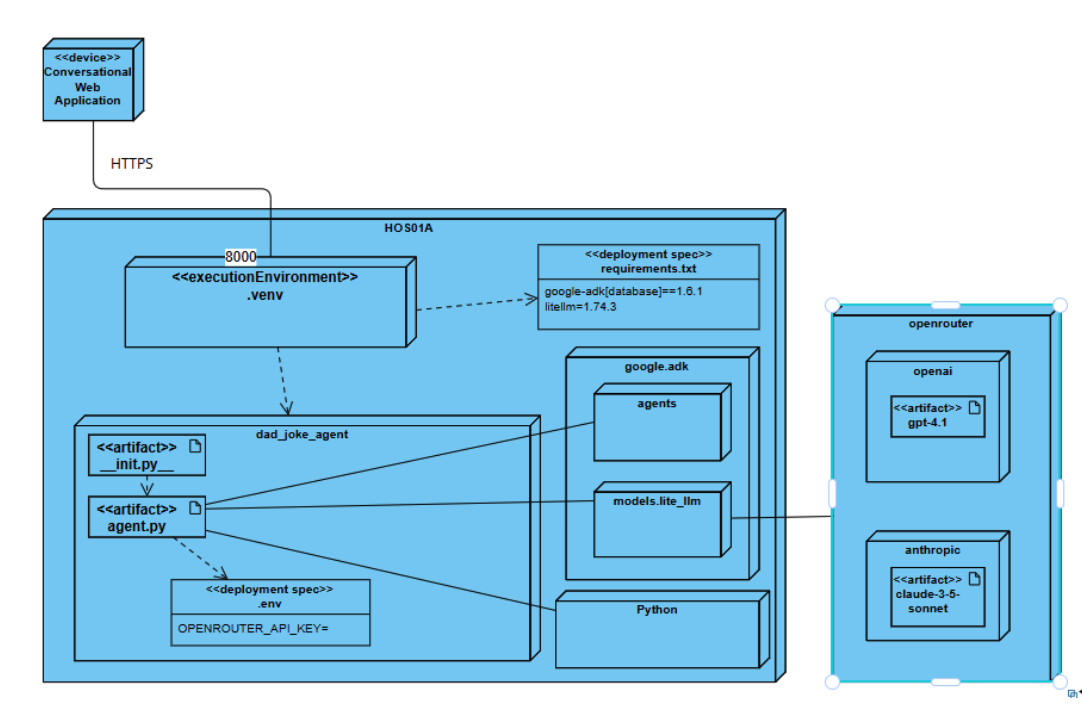 <<device>>
Conversational
Web
Application
HTTPS
HOS01A
8000
<<executionEnvironment>>
.venv
<<deployment spec>>
requirements.txt
google-adk[database]==1.6.1
litellm=1.74.3
google.adk
agents
models.lite_llm
Python
dad_joke_agent
<<artifact>>
__init.py__
<<artifact>>
agent.py
<<deployment spec>>
.env
OPENROUTER_API_KEY=
openrouter
openai
<<artifact>>
gpt-4.1
anthropic
<<artifact>>
claude-3-5-
sonnet